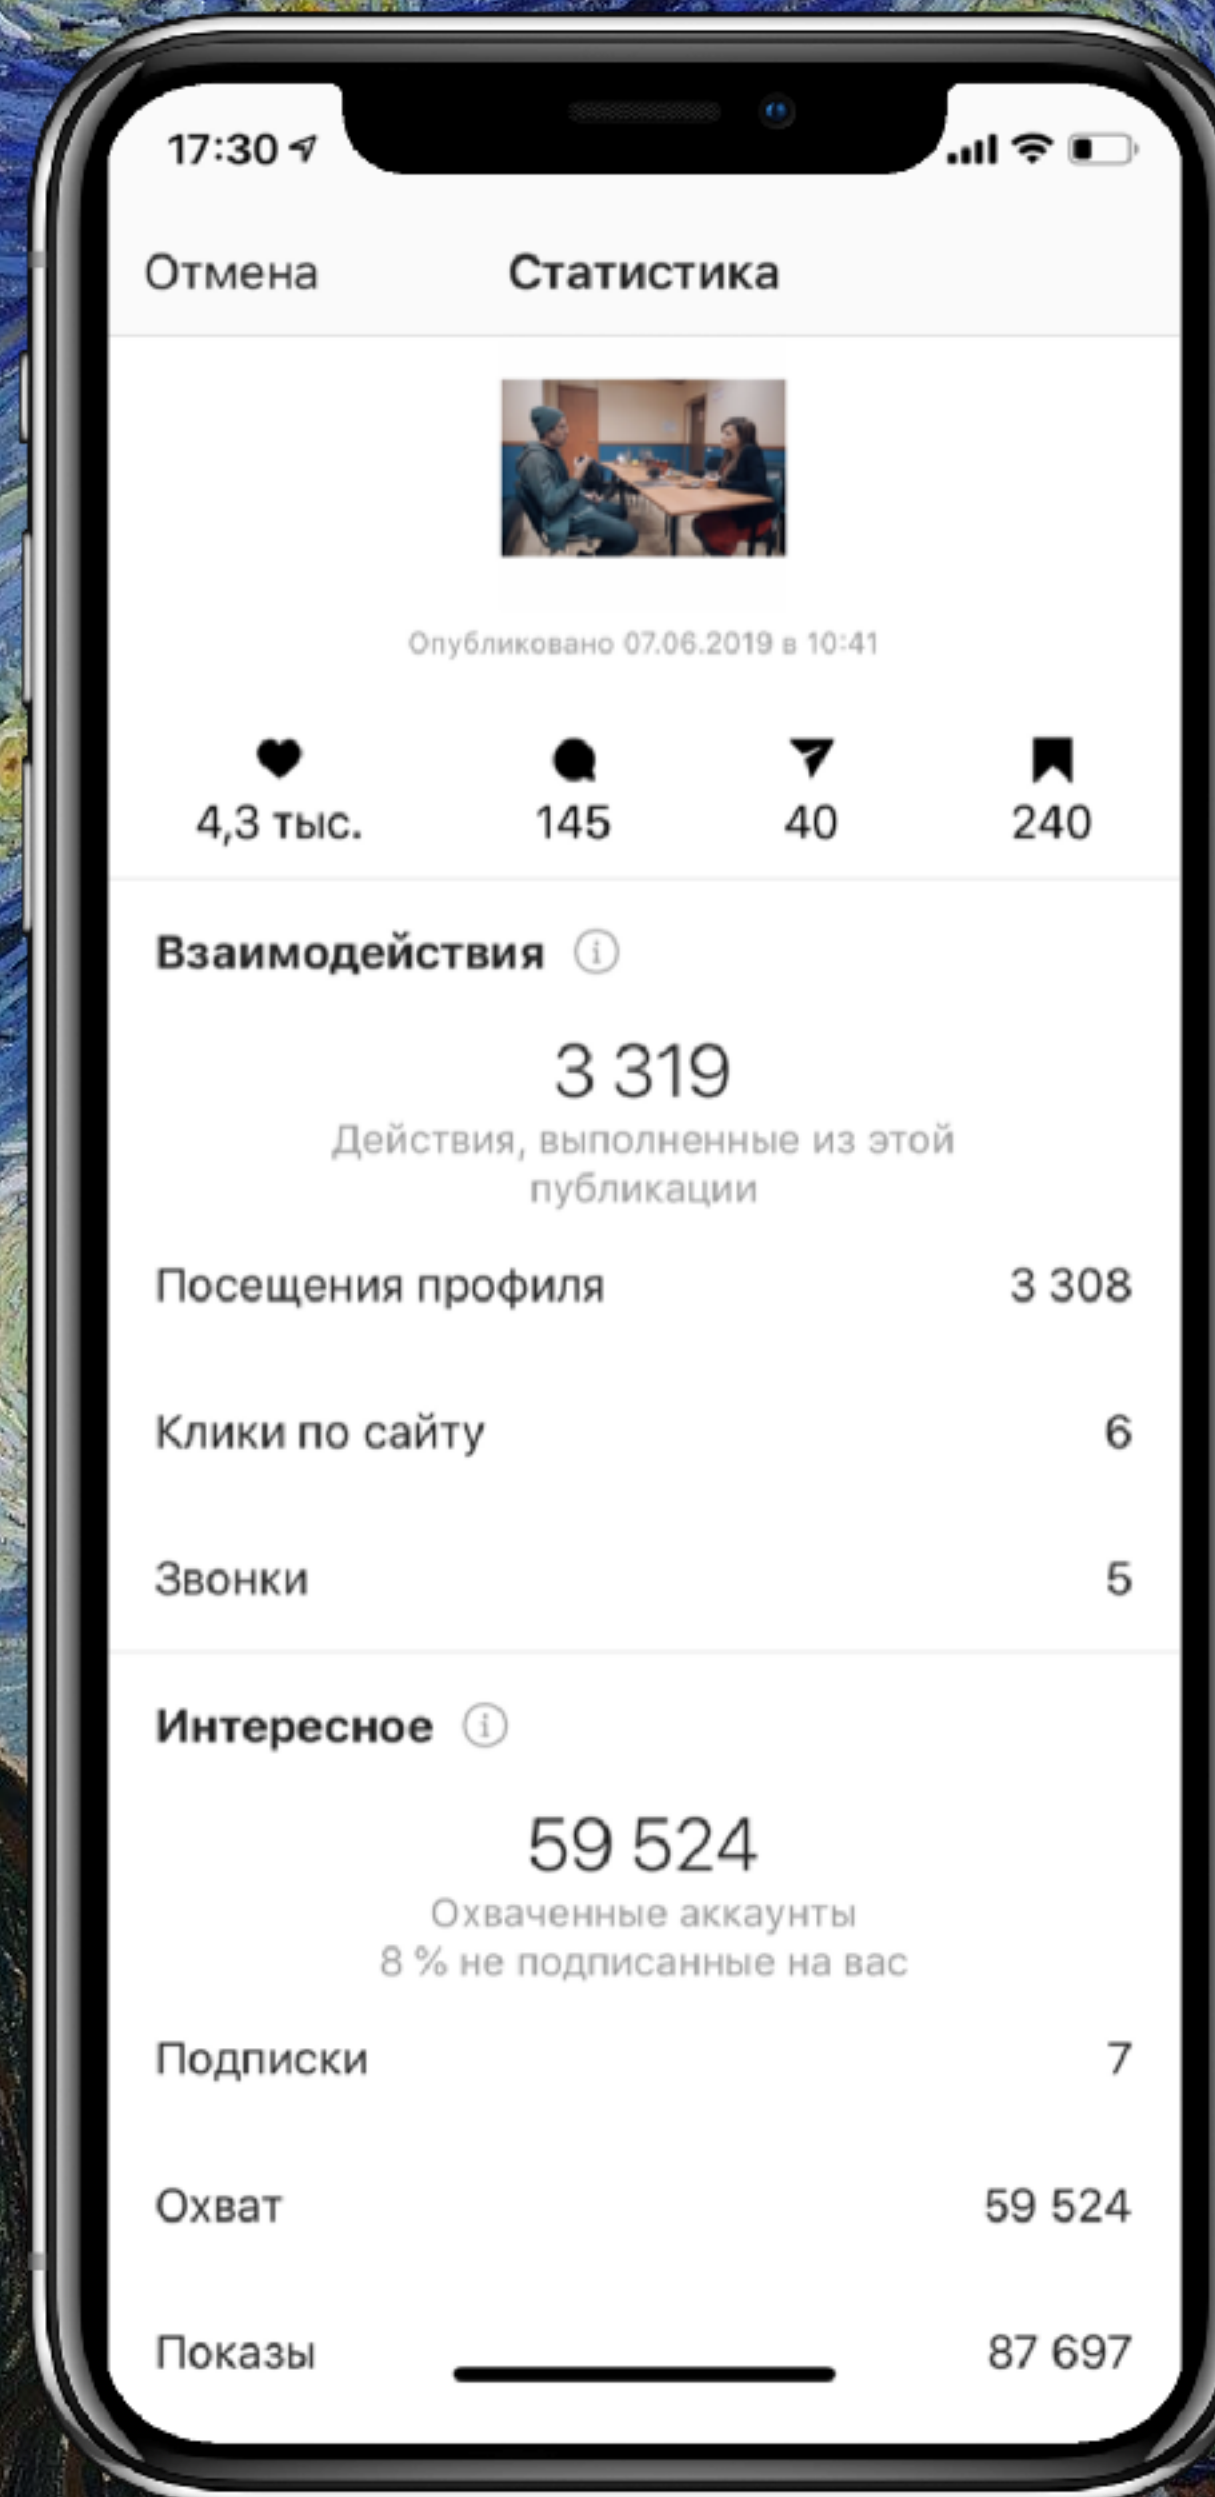 17:30
Отмена Статистика
Опубликовано 07.06.2019 в 10:41
4,3 тыс. 145 40 240
Взаимодействия
3 319
Действия, выполненные из этой
публикации
Посещения профиля 3 308
Клики по сайту 6
Звонки 5
Интересное
59 524
Охваченные аккаунты
8 % не подписанные на вас
Подписки 7
Охват 59 524
Показы 87 697